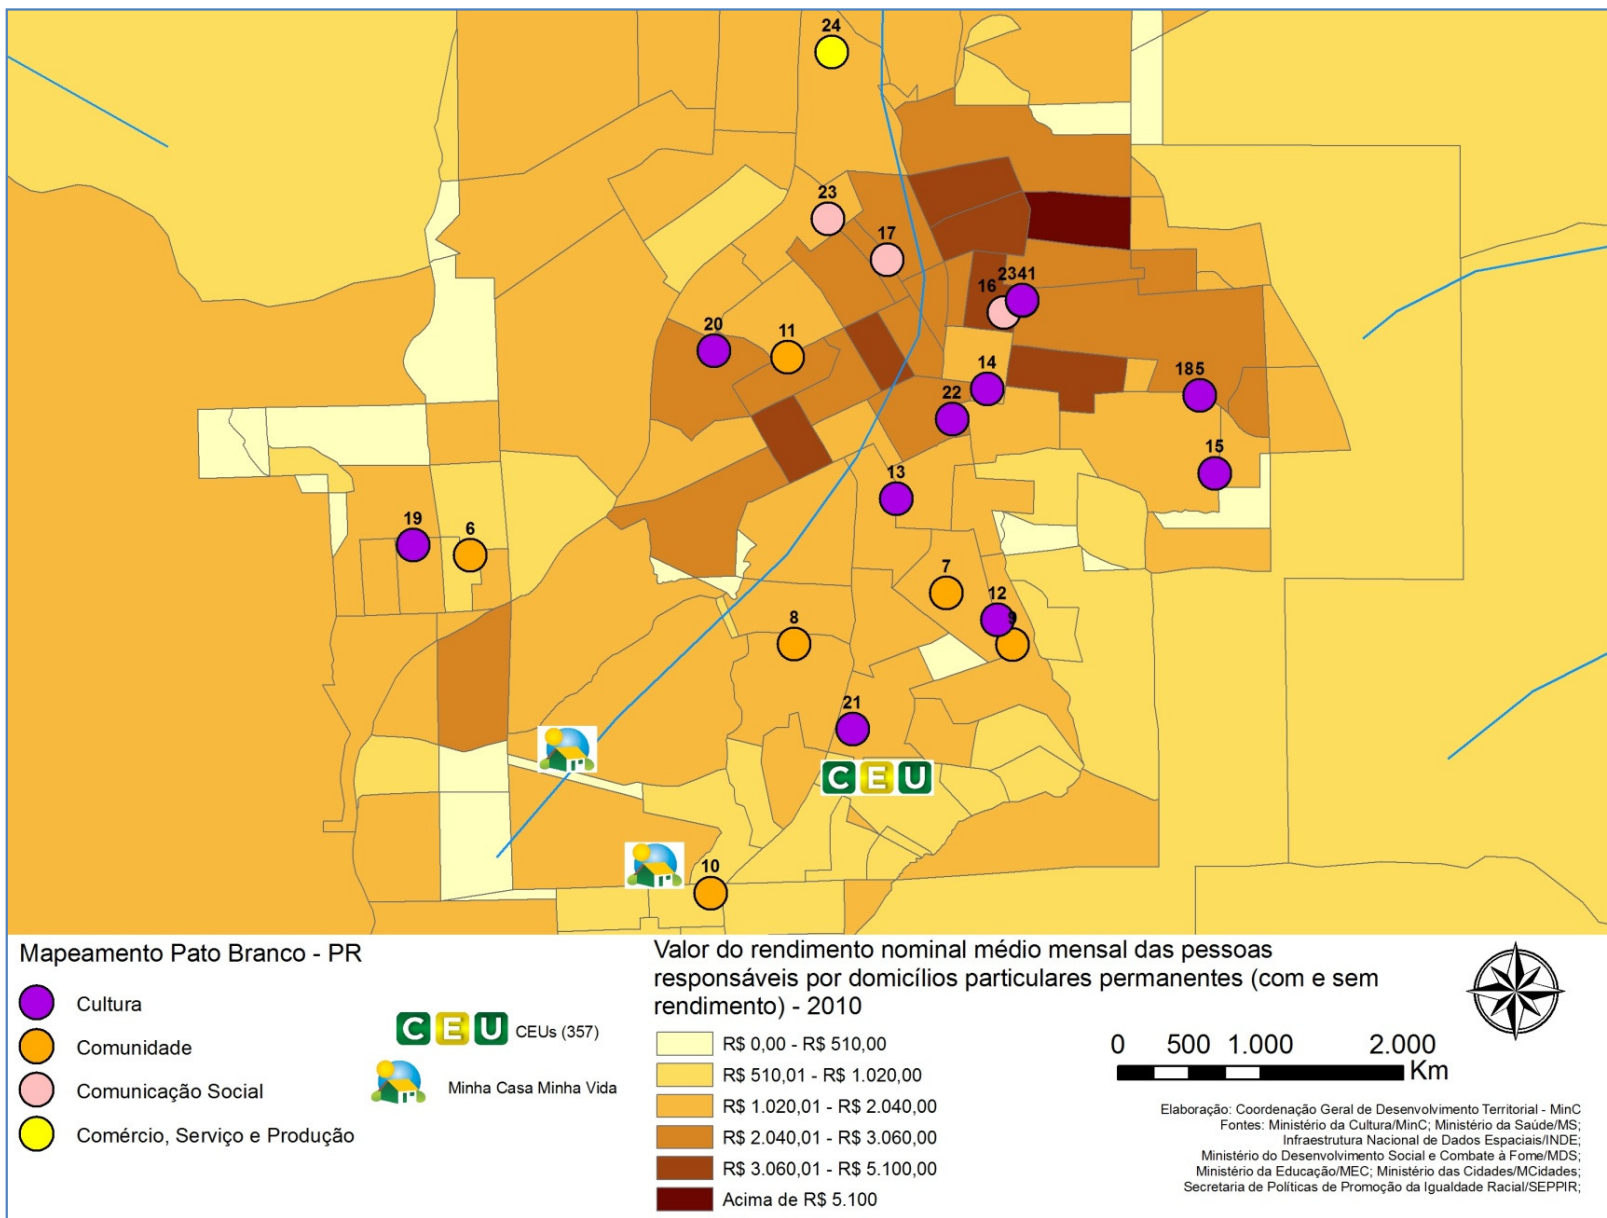 24
23
17
2341
16
20
11
14
185
22
15
13
19
6
7
12
9
8
21
CEU
10
Mapeamento Pato Branco - PR
Cultura
Comunidade
Comunicação Social
Comércio, Serviço e Produção
CEU CEUs (357)
Minha Casa Minha Vida
Valor do rendimento nominal médio mensal das pessoas
responsáveis por domicílios particulares permanentes (com e sem
rendimento) - 2010
R$ 0,00 - R$ 510,00
R$ 510,01 - R$ 1.020,00
R$ 1.020,01 - R$ 2.040,00
R$ 2.040,01 - R$ 3.060,00
R$ 3.060,01 - R$ 5.100,00
Acima de R$ 5.100
0 500 1.000 2.000
Km
Elaboração: Coordenação Geral de Desenvolvimento Territorial - MinC
Fontes: Ministério da Cultura/MinC; Ministério da Saúde/MS;
Infraestrutura Nacional de Dados Espaciais/INDE;
Ministério do Desenvolvimento Social e Combate à Fome/MDS;
Ministério da Educação/MEC; Ministério das Cidades/MCidades;
Secretaria de Políticas de Promoção da Igualdade Racial/SEPPIR;